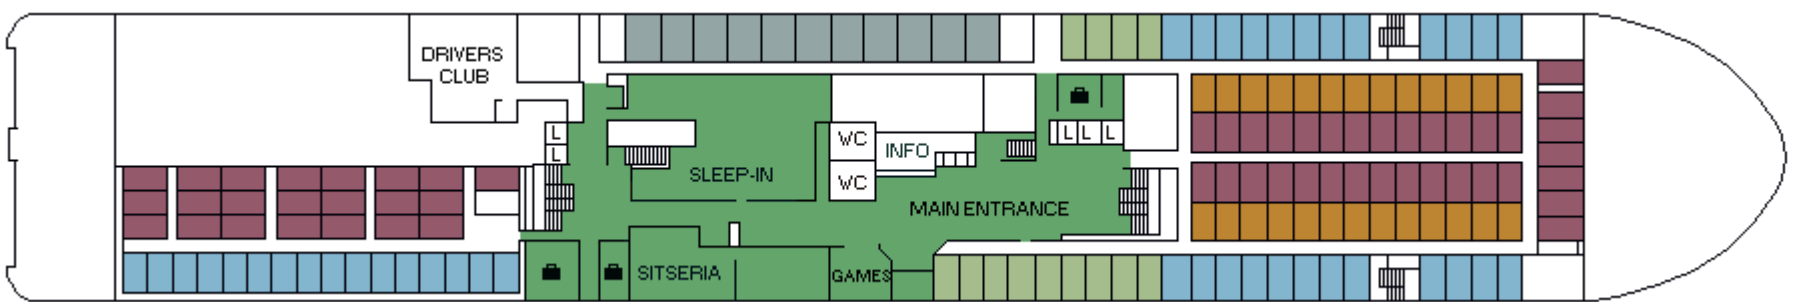 DRIVERS
CLUB
L
L
L
L
L
WC
INFO
WC
SLEEP-IN
MAIN ENTRANCE
SITSERIA
GAMES